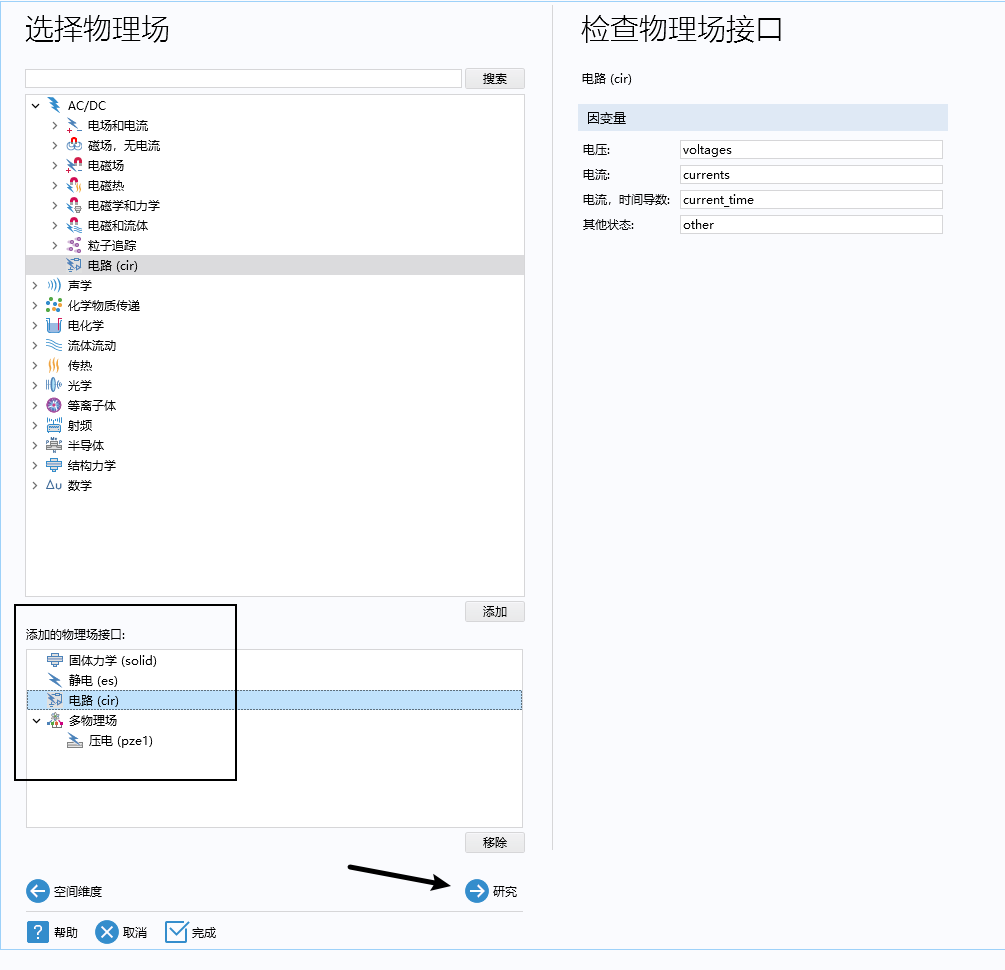 选择物理场
搜索
AC/DC
电场和电流
磁场，无电流
电磁场
电磁热
电磁学和力学
电磁和流体
粒子追踪
电路 (cir)
声学
化学物质传递
电化学
流体流动
传热
光学
等离子体
射频
半导体
结构力学
Δu 数学
添加
添加的物理场接口:
固体力学 (solid)
静电 (es)
电路 (cir)
多物理场
压电 (pze1)
移除
空间维度
研究
? 帮助
取消
完成
检查物理场接口
电路 (cir)
因变量
电压: voltages
电流: currents
电流，时间导数: current_time
其他状态: other